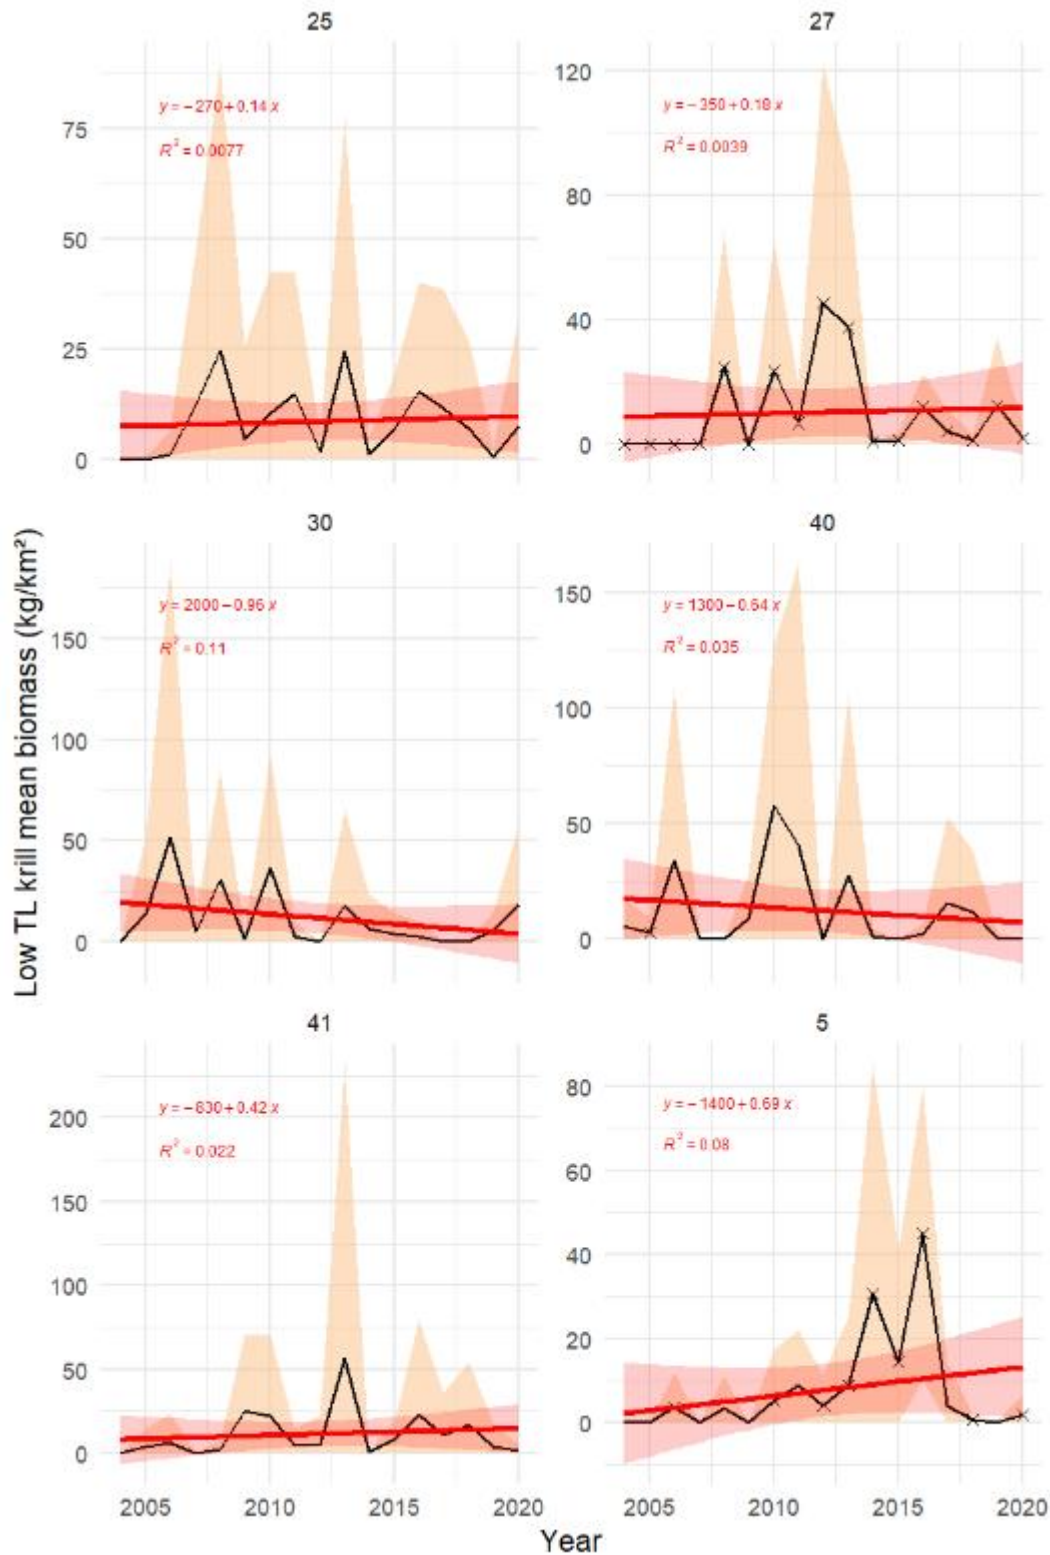 25
27
y = −270+0.14 x
R² = 0.0077
y = −350+0.18 x
R² = 0.0039
75
50
25
0
120
80
40
0
30
40
y = 2000−0.96 x
R² = 0.11
y = 1300−0.64 x
R² = 0.035
150
100
50
0
150
100
50
0
Low TL krill mean biomass (kg/km²)
41
5
y = −830+0.42 x
R² = 0.022
y = −1400+0.69 x
R² = 0.08
200
150
100
50
0
80
60
40
20
0
2005 2010 2015 2020
2005 2010 2015 2020
Year